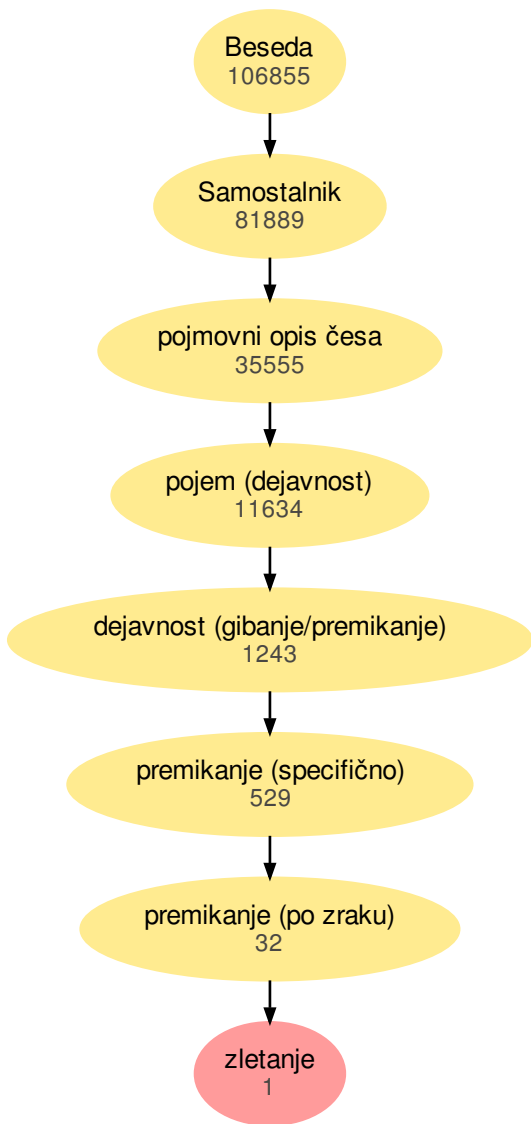 Beseda
106855
Samostalnik
81889
pojmovni opis česa
35555
pojem (dejavnost)
11634
dejavnost (gibanje/premikanje)
1243
premikanje (specifično)
529
premikanje (po zraku)
32
zletanje
1